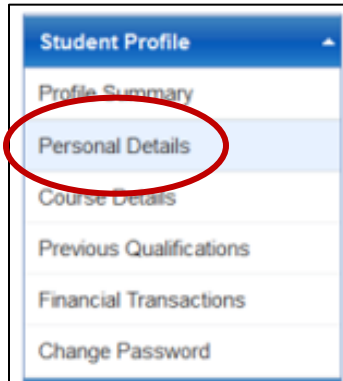 Student Profile
Profile Summary
Personal Details
Course Details
Previous Qualifications
Financial Transactions
Change Password